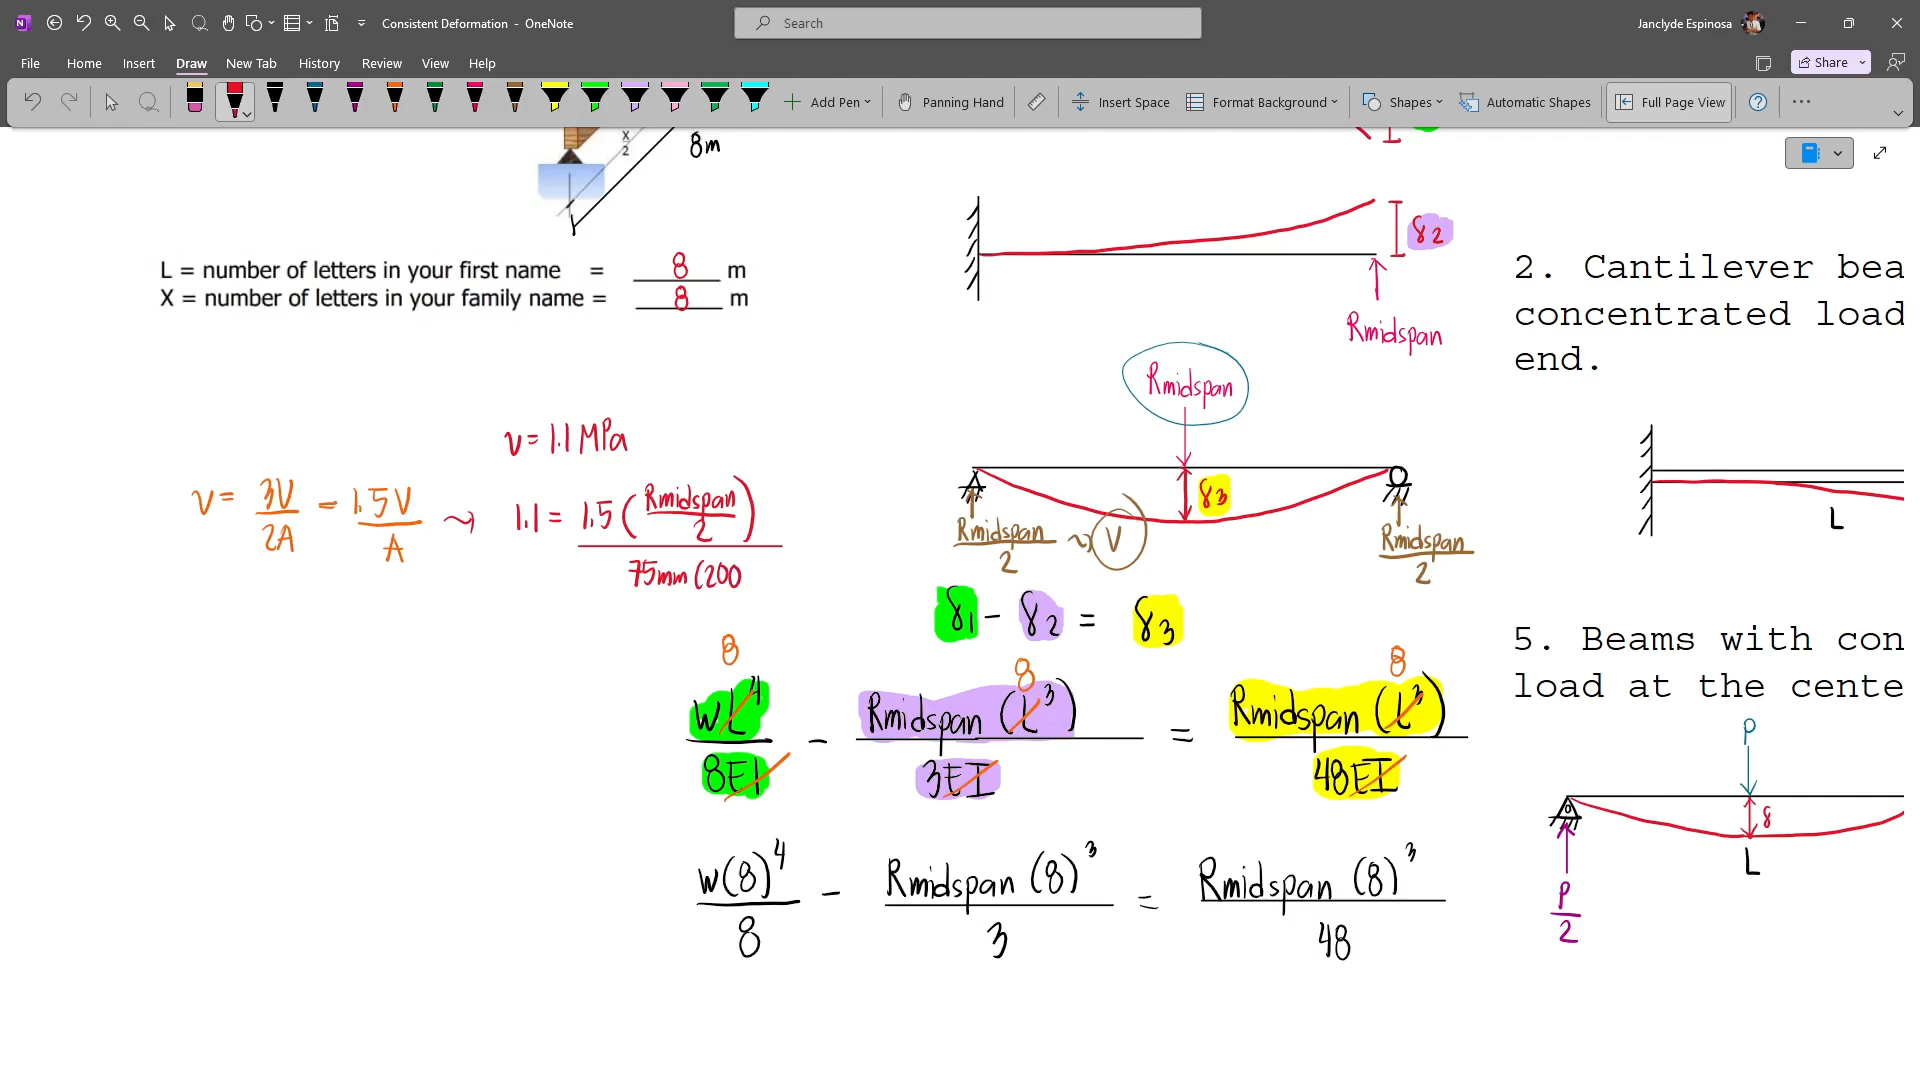 Consistent Deformation - OneNote
Search
Janclyde Espinosa
File Home Insert Draw New Tab History Review View Help
Share
Add Pen Panning Hand Insert Space Format Background Shapes Automatic Shapes Full Page View
x/2
8m
δ2
Rmidspan
L = number of letters in your first name = 8 m
X = number of letters in your family name = 8 m
2. Cantilever bea
concentrated load
end.
Rmidspan
v = 1.1 MPa
v = 3V/2A = 1.5V/A ~> 1.1 = 1.5 (Rmidspan/2) / 75mm (200
δ3
Rmidspan/2 ~> V
Rmidspan/2
L
δ1 - δ2 = δ3
8 8 8
wL^4/8EI - Rmidspan (L^3)/3EI = Rmidspan (L^3)/48EI
w(8)^4/8 - Rmidspan (8)^3/3 = Rmidspan (8)^3/48
5. Beams with con
load at the cente
P
δ
L
P/2